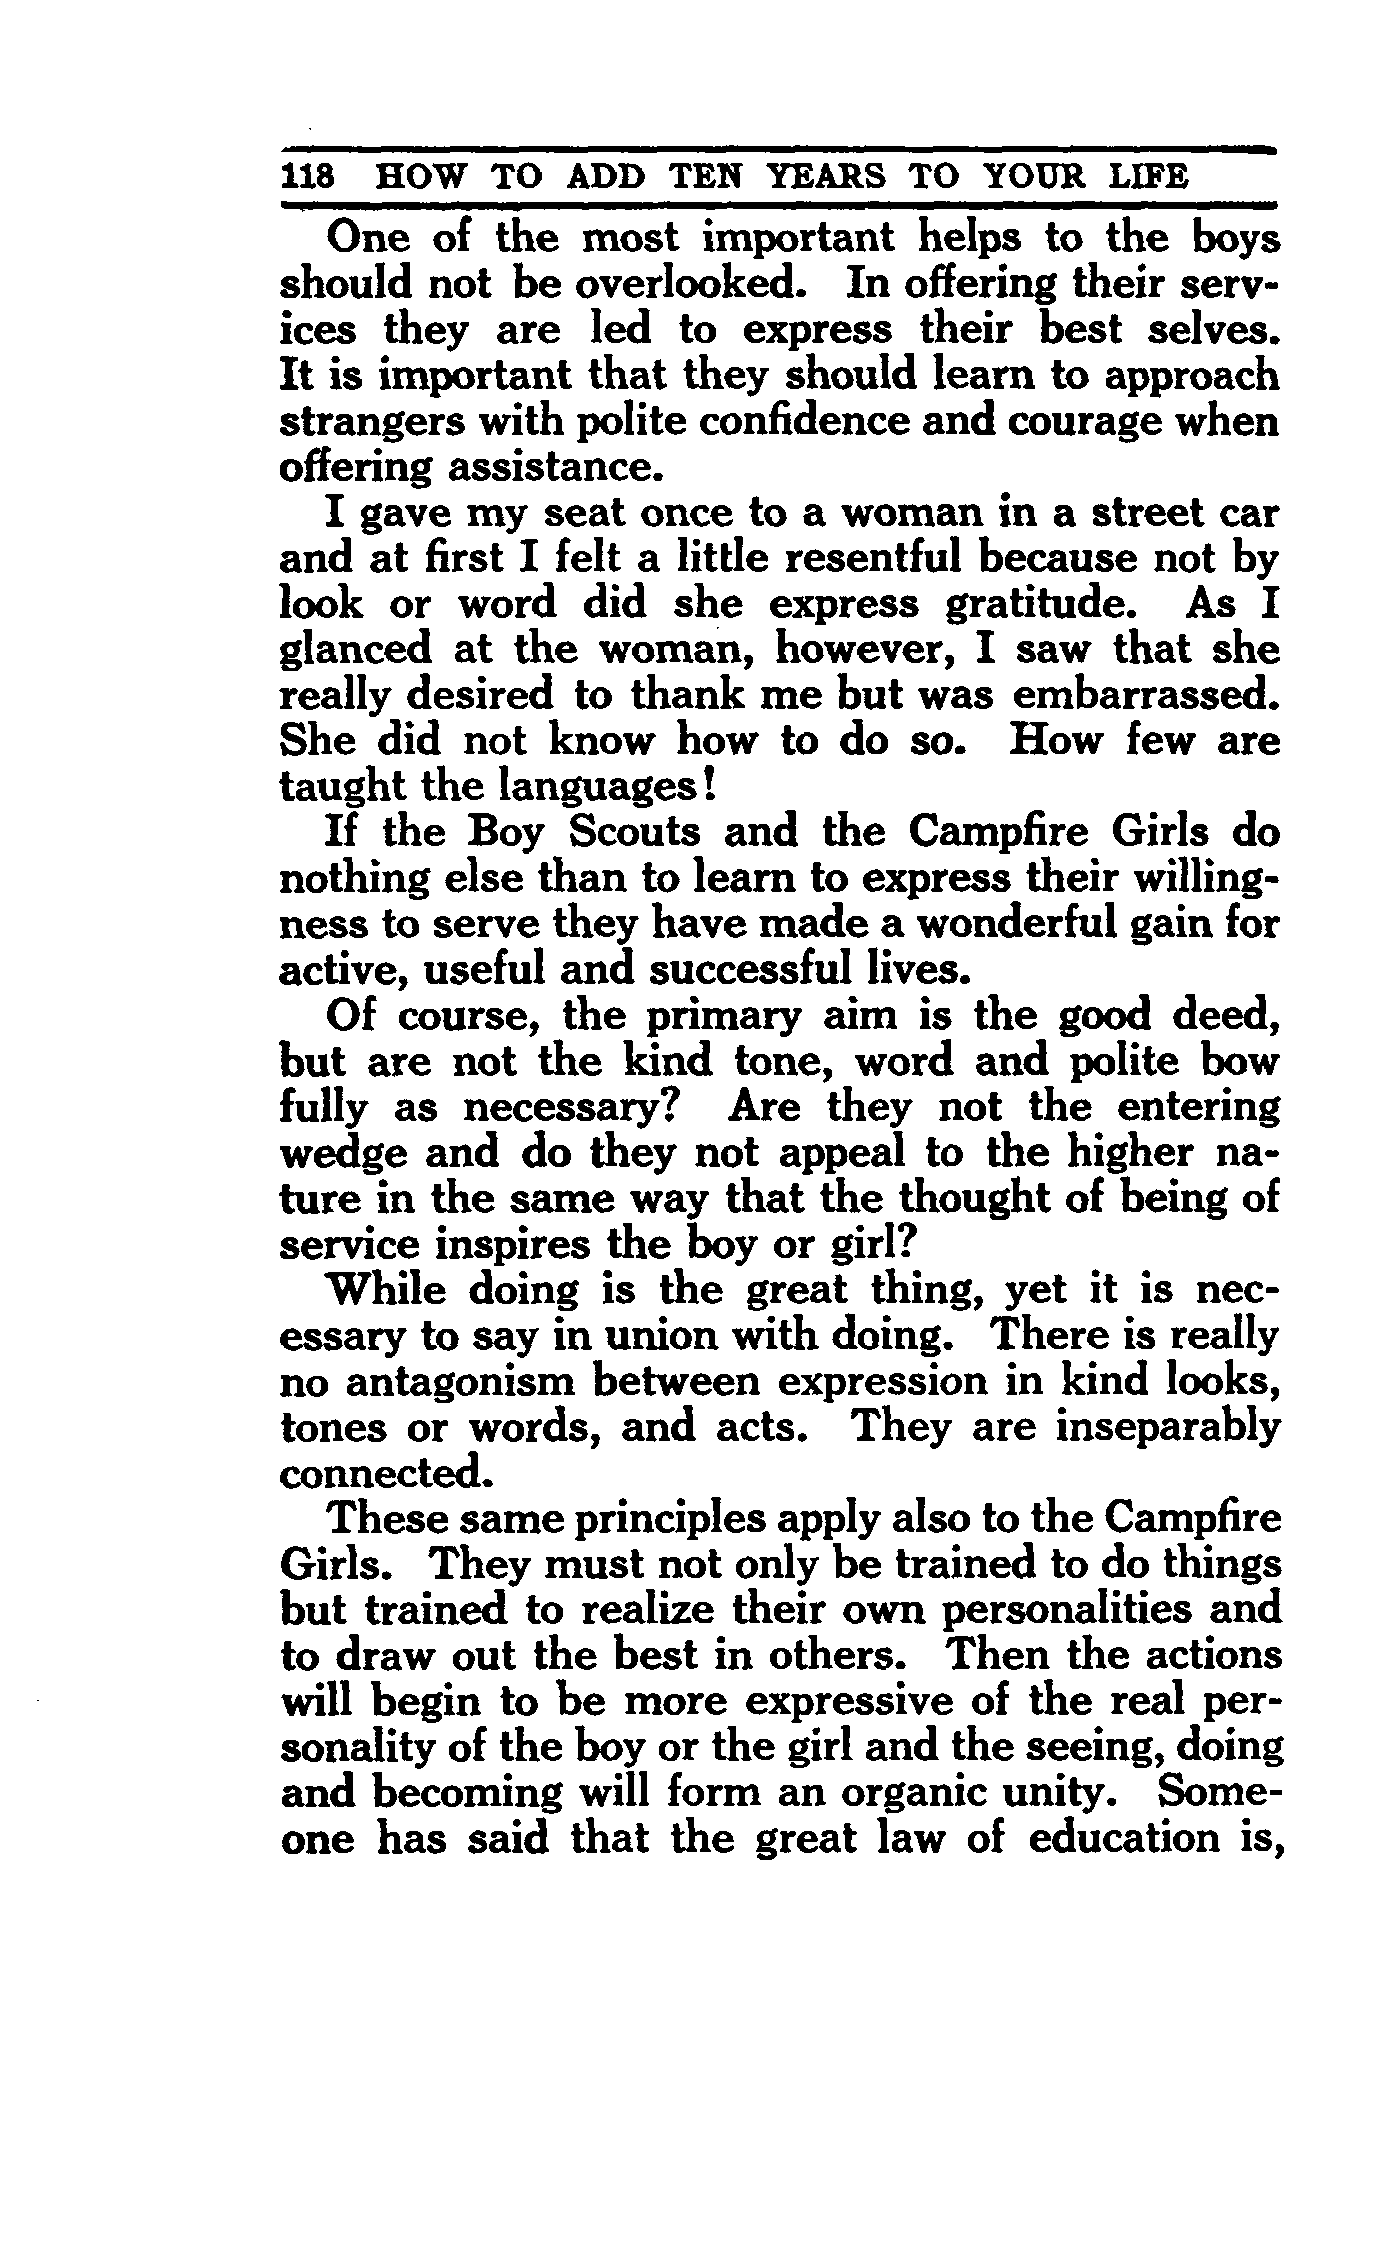 118 HOW TO ADD TEN YEARS TO YOUR LIFE
One of the most important helps to the boys
should not be overlooked. In offering their serv-
ices they are led to express their best selves.
It is important that they should learn to approach
strangers with polite confidence and courage when
offering assistance.
I gave my seat once to a woman in a street car
and at first I felt a little resentful because not by
look or word did she express gratitude. As I
glanced at the woman, however, I saw that she
really desired to thank me but was embarrassed.
She did not know how to do so. How few are
taught the languages!
If the Boy Scouts and the Campfire Girls do
nothing else than to learn to express their willing-
ness to serve they have made a wonderful gain for
active, useful and successful lives.
Of course, the primary aim is the good deed,
but are not the kind tone, word and polite bow
fully as necessary? Are they not the entering
wedge and do they not appeal to the higher na-
ture in the same way that the thought of being of
service inspires the boy or girl?
While doing is the great thing, yet it is nec-
essary to say in union with doing. There is really
no antagonism between expression in kind looks,
tones or words, and acts. They are inseparably
connected.
These same principles apply also to the Campfire
Girls. They must not only be trained to do things
but trained to realize their own personalities and
to draw out the best in others. Then the actions
will begin to be more expressive of the real per-
sonality of the boy or the girl and the seeing, doing
and becoming will form an organic unity. Some-
one has said that the great law of education is,